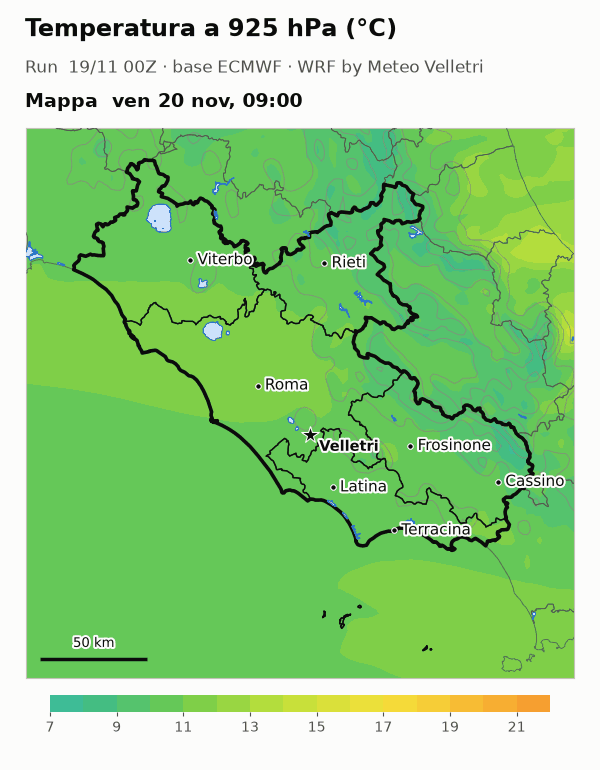 Temperatura a 925 hPa (°C)
Run  19/11 00Z · base ECMWF · WRF by Meteo Velletri
Mappa  ven 20 nov, 09:00
Viterbo
Rieti
Roma
Velletri
Frosinone
Cassino
Latina
Terracina
50 km
7 9 11 13 15 17 19 21